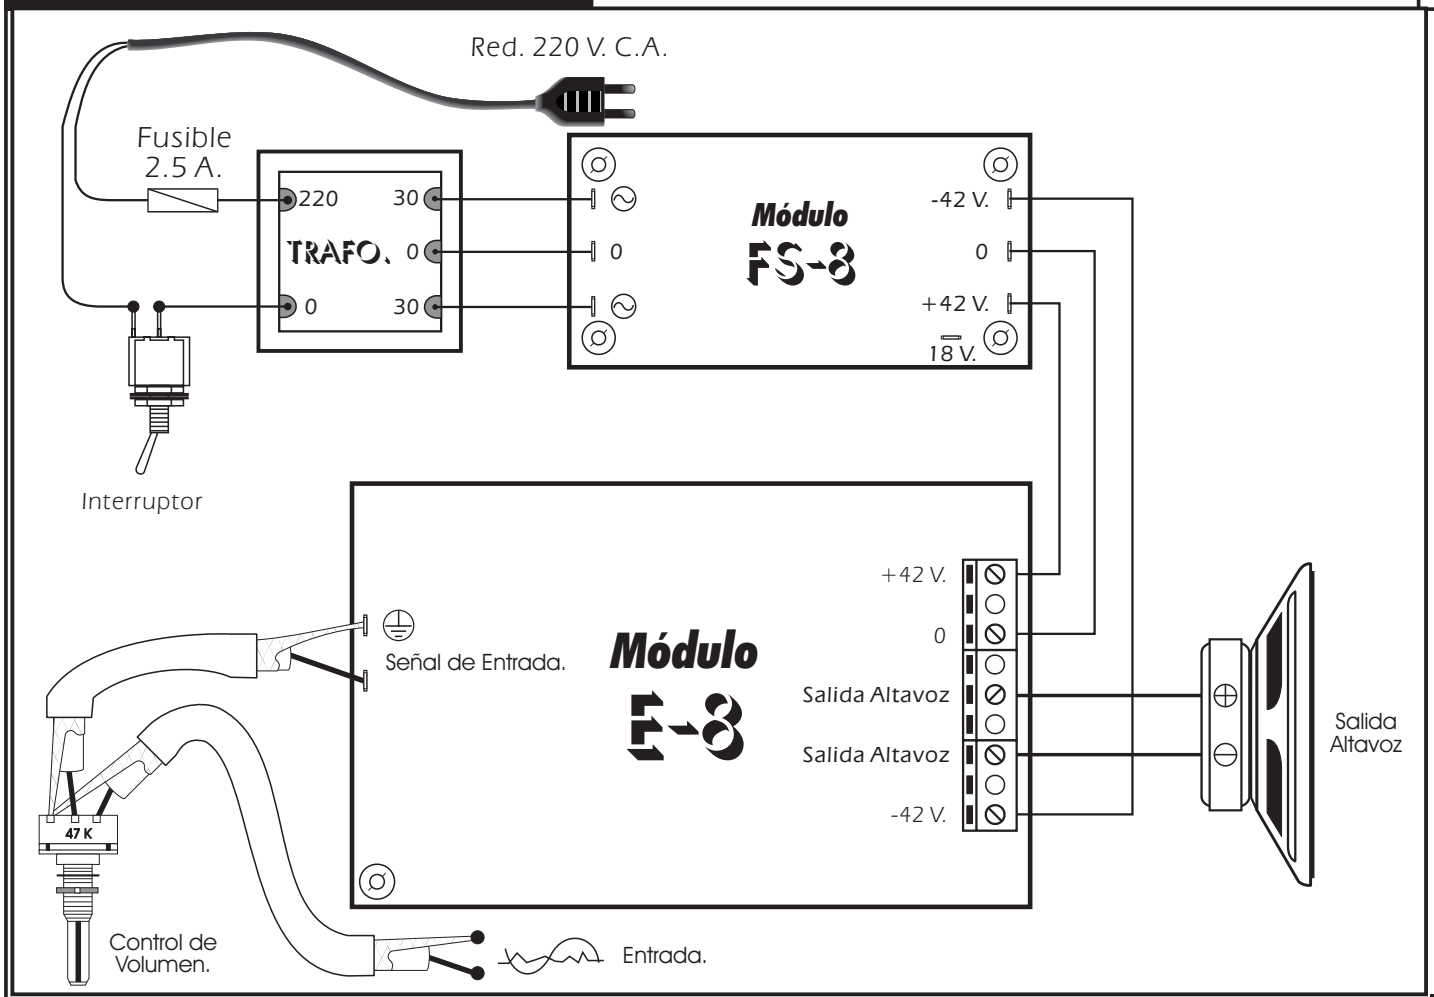 Red. 220 V. C.A.
Fusible
2.5 A.
220
30
TRAFO.
0
0
30
Módulo
FS-8
0
-42 V.
0
+42 V.
18 V.
Interruptor
+42 V.
0
Señal de Entrada.
Módulo
E-8
Salida Altavoz
Salida Altavoz
-42 V.
Salida
Altavoz
47 K
Control de
Volumen.
Entrada.